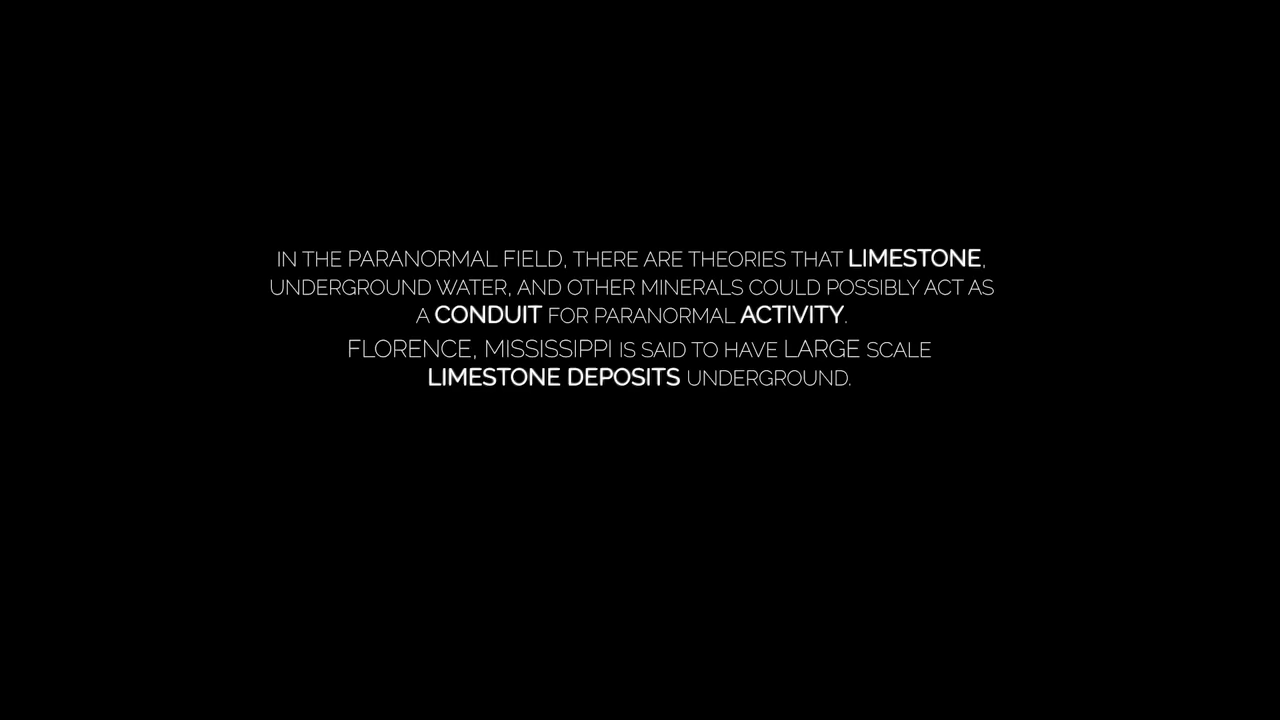 IN THE PARANORMAL FIELD, THERE ARE THEORIES THAT LIMESTONE,
UNDERGROUND WATER, AND OTHER MINERALS COULD POSSIBLY ACT AS
A CONDUIT FOR PARANORMAL ACTIVITY.
FLORENCE, MISSISSIPPI IS SAID TO HAVE LARGE SCALE
LIMESTONE DEPOSITS UNDERGROUND.